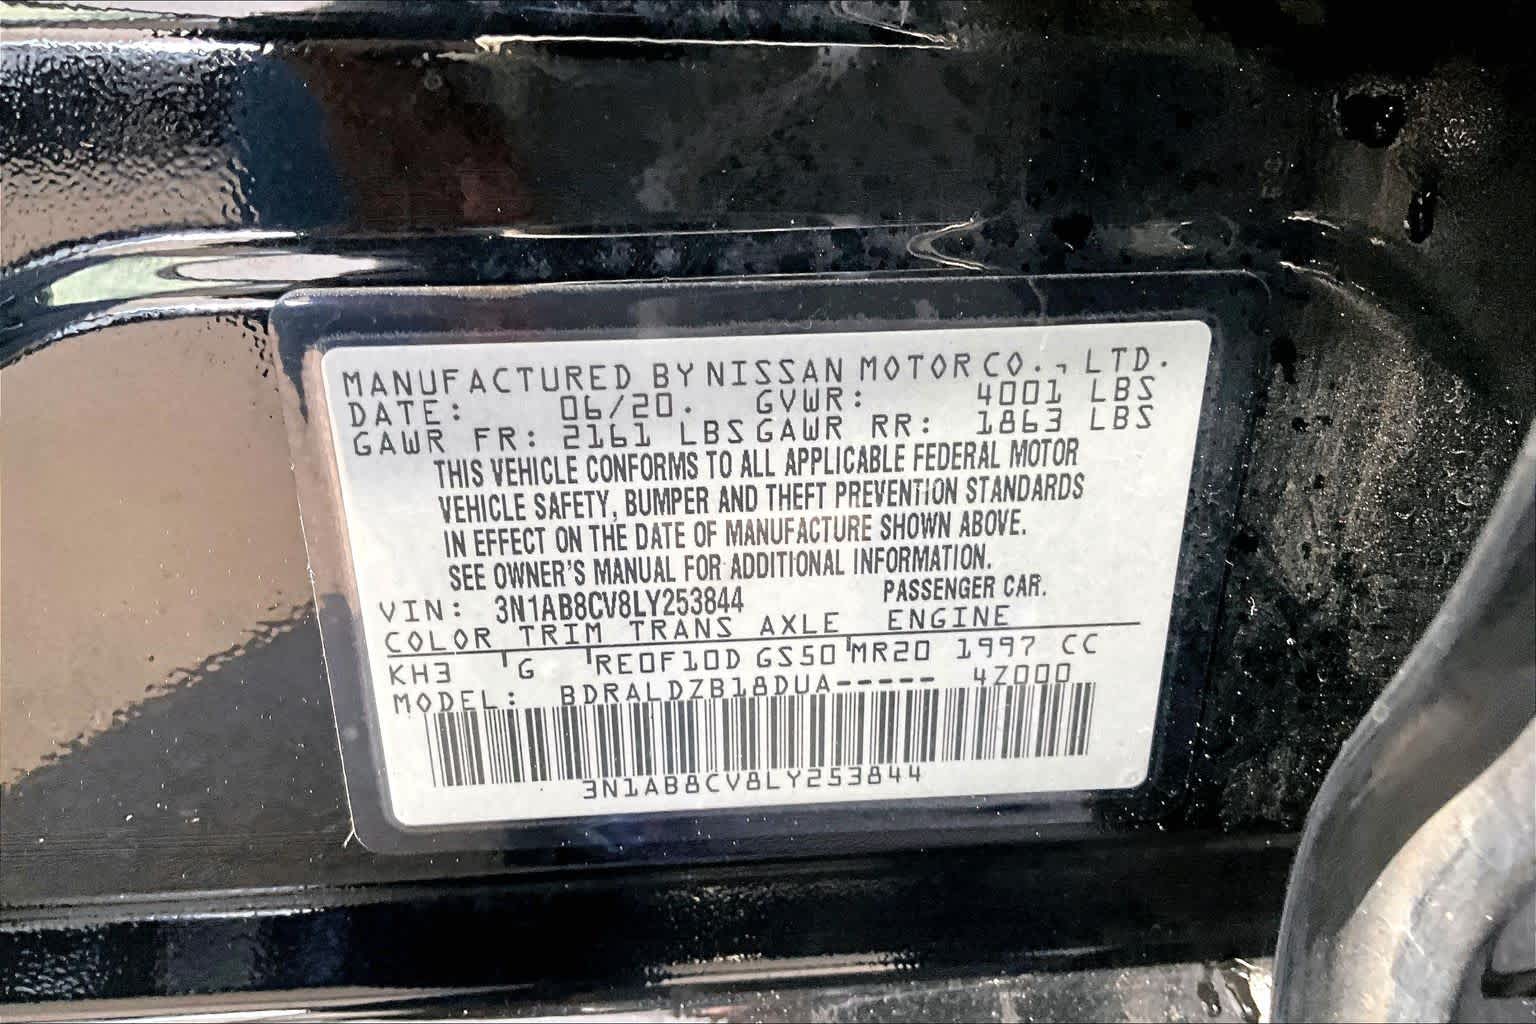 MANUFACTURED BY NISSAN MOTOR CO., LTD.
DATE: 06/20. GVWR: 4001 LBS
GAWR FR: 2161 LBS GAWR RR: 1863 LBS
THIS VEHICLE CONFORMS TO ALL APPLICABLE FEDERAL MOTOR
VEHICLE SAFETY, BUMPER AND THEFT PREVENTION STANDARDS
IN EFFECT ON THE DATE OF MANUFACTURE SHOWN ABOVE.
SEE OWNER'S MANUAL FOR ADDITIONAL INFORMATION.
VIN: 3N1AB8CV8LY253844 PASSENGER CAR.
COLOR TRIM TRANS AXLE ENGINE
KH3 G RE0F10D GS50 MR20 1997 CC
MODEL: BDRALDZB18DUA----- 4Z000
3N1AB8CV8LY253844